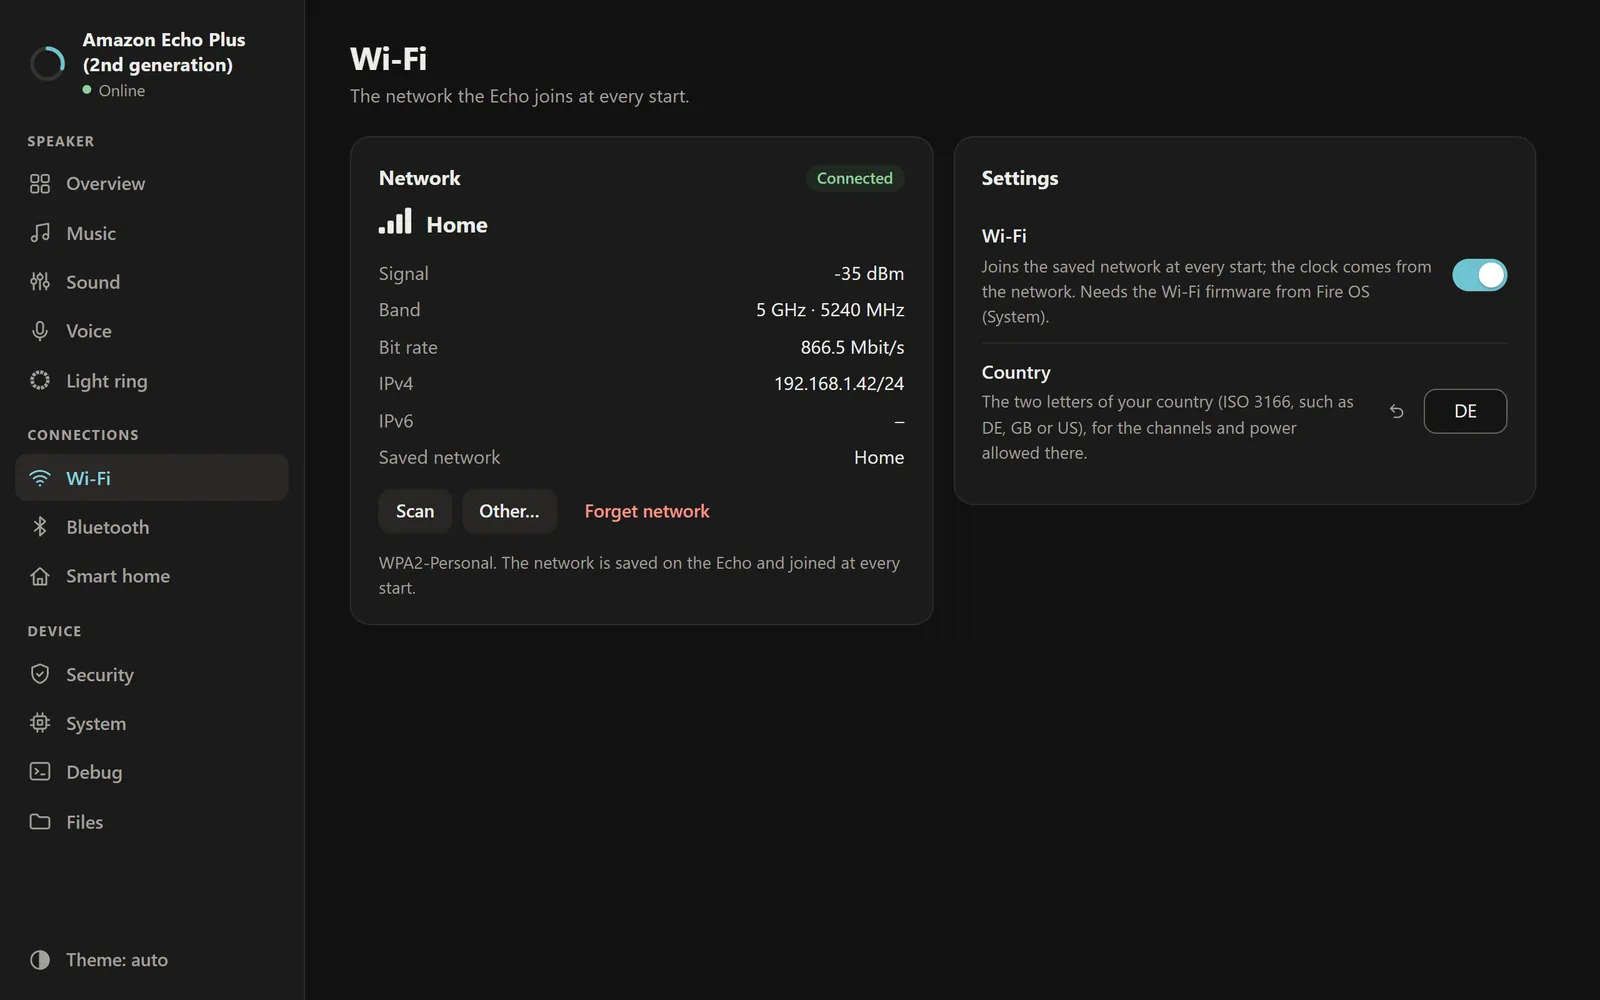 Amazon Echo Plus
(2nd generation)
Online
SPEAKER
Overview
Music
Sound
Voice
Light ring
CONNECTIONS
Wi-Fi
Bluetooth
Smart home
DEVICE
Security
System
Debug
Files
Theme: auto
Wi-Fi
The network the Echo joins at every start.
Network
Connected
Home
Signal -35 dBm
Band 5 GHz · 5240 MHz
Bit rate 866.5 Mbit/s
IPv4 192.168.1.42/24
IPv6 –
Saved network Home
Scan Other... Forget network
WPA2-Personal. The network is saved on the Echo and joined at every
start.
Settings
Wi-Fi
Joins the saved network at every start; the clock comes from
the network. Needs the Wi-Fi firmware from Fire OS
(System).
Country
The two letters of your country (ISO 3166, such as
DE, GB or US), for the channels and power
allowed there.
DE